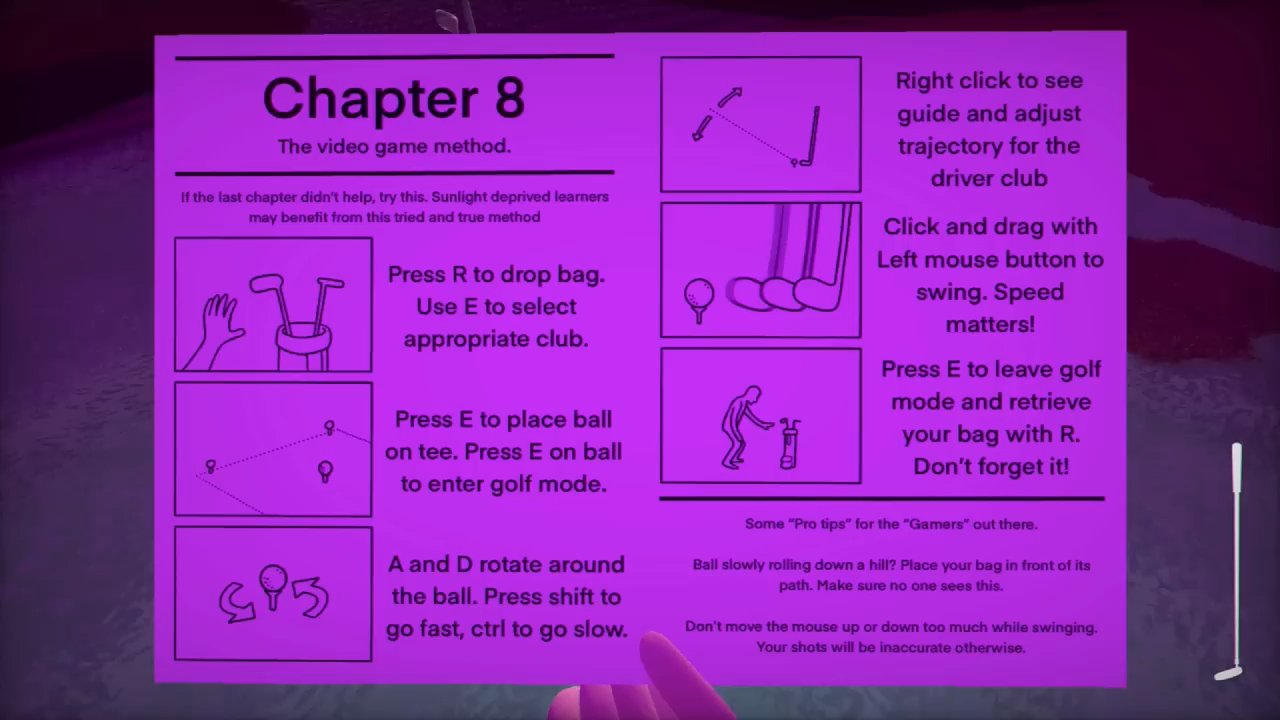 Chapter 8
The video game method.
If the last chapter didn't help, try this. Sunlight deprived learners
may benefit from this tried and true method
Press R to drop bag.
Use E to select
appropriate club.
Press E to place ball
on tee. Press E on ball
to enter golf mode.
A and D rotate around
the ball. Press shift to
go fast, ctrl to go slow.
Right click to see
guide and adjust
trajectory for the
driver club
Click and drag with
Left mouse button to
swing. Speed
matters!
Press E to leave golf
mode and retrieve
your bag with R.
Don't forget it!
Some "Pro tips" for the "Gamers" out there.
Ball slowly rolling down a hill? Place your bag in front of its
path. Make sure no one sees this.
Don't move the mouse up or down too much while swinging.
Your shots will be inaccurate otherwise.